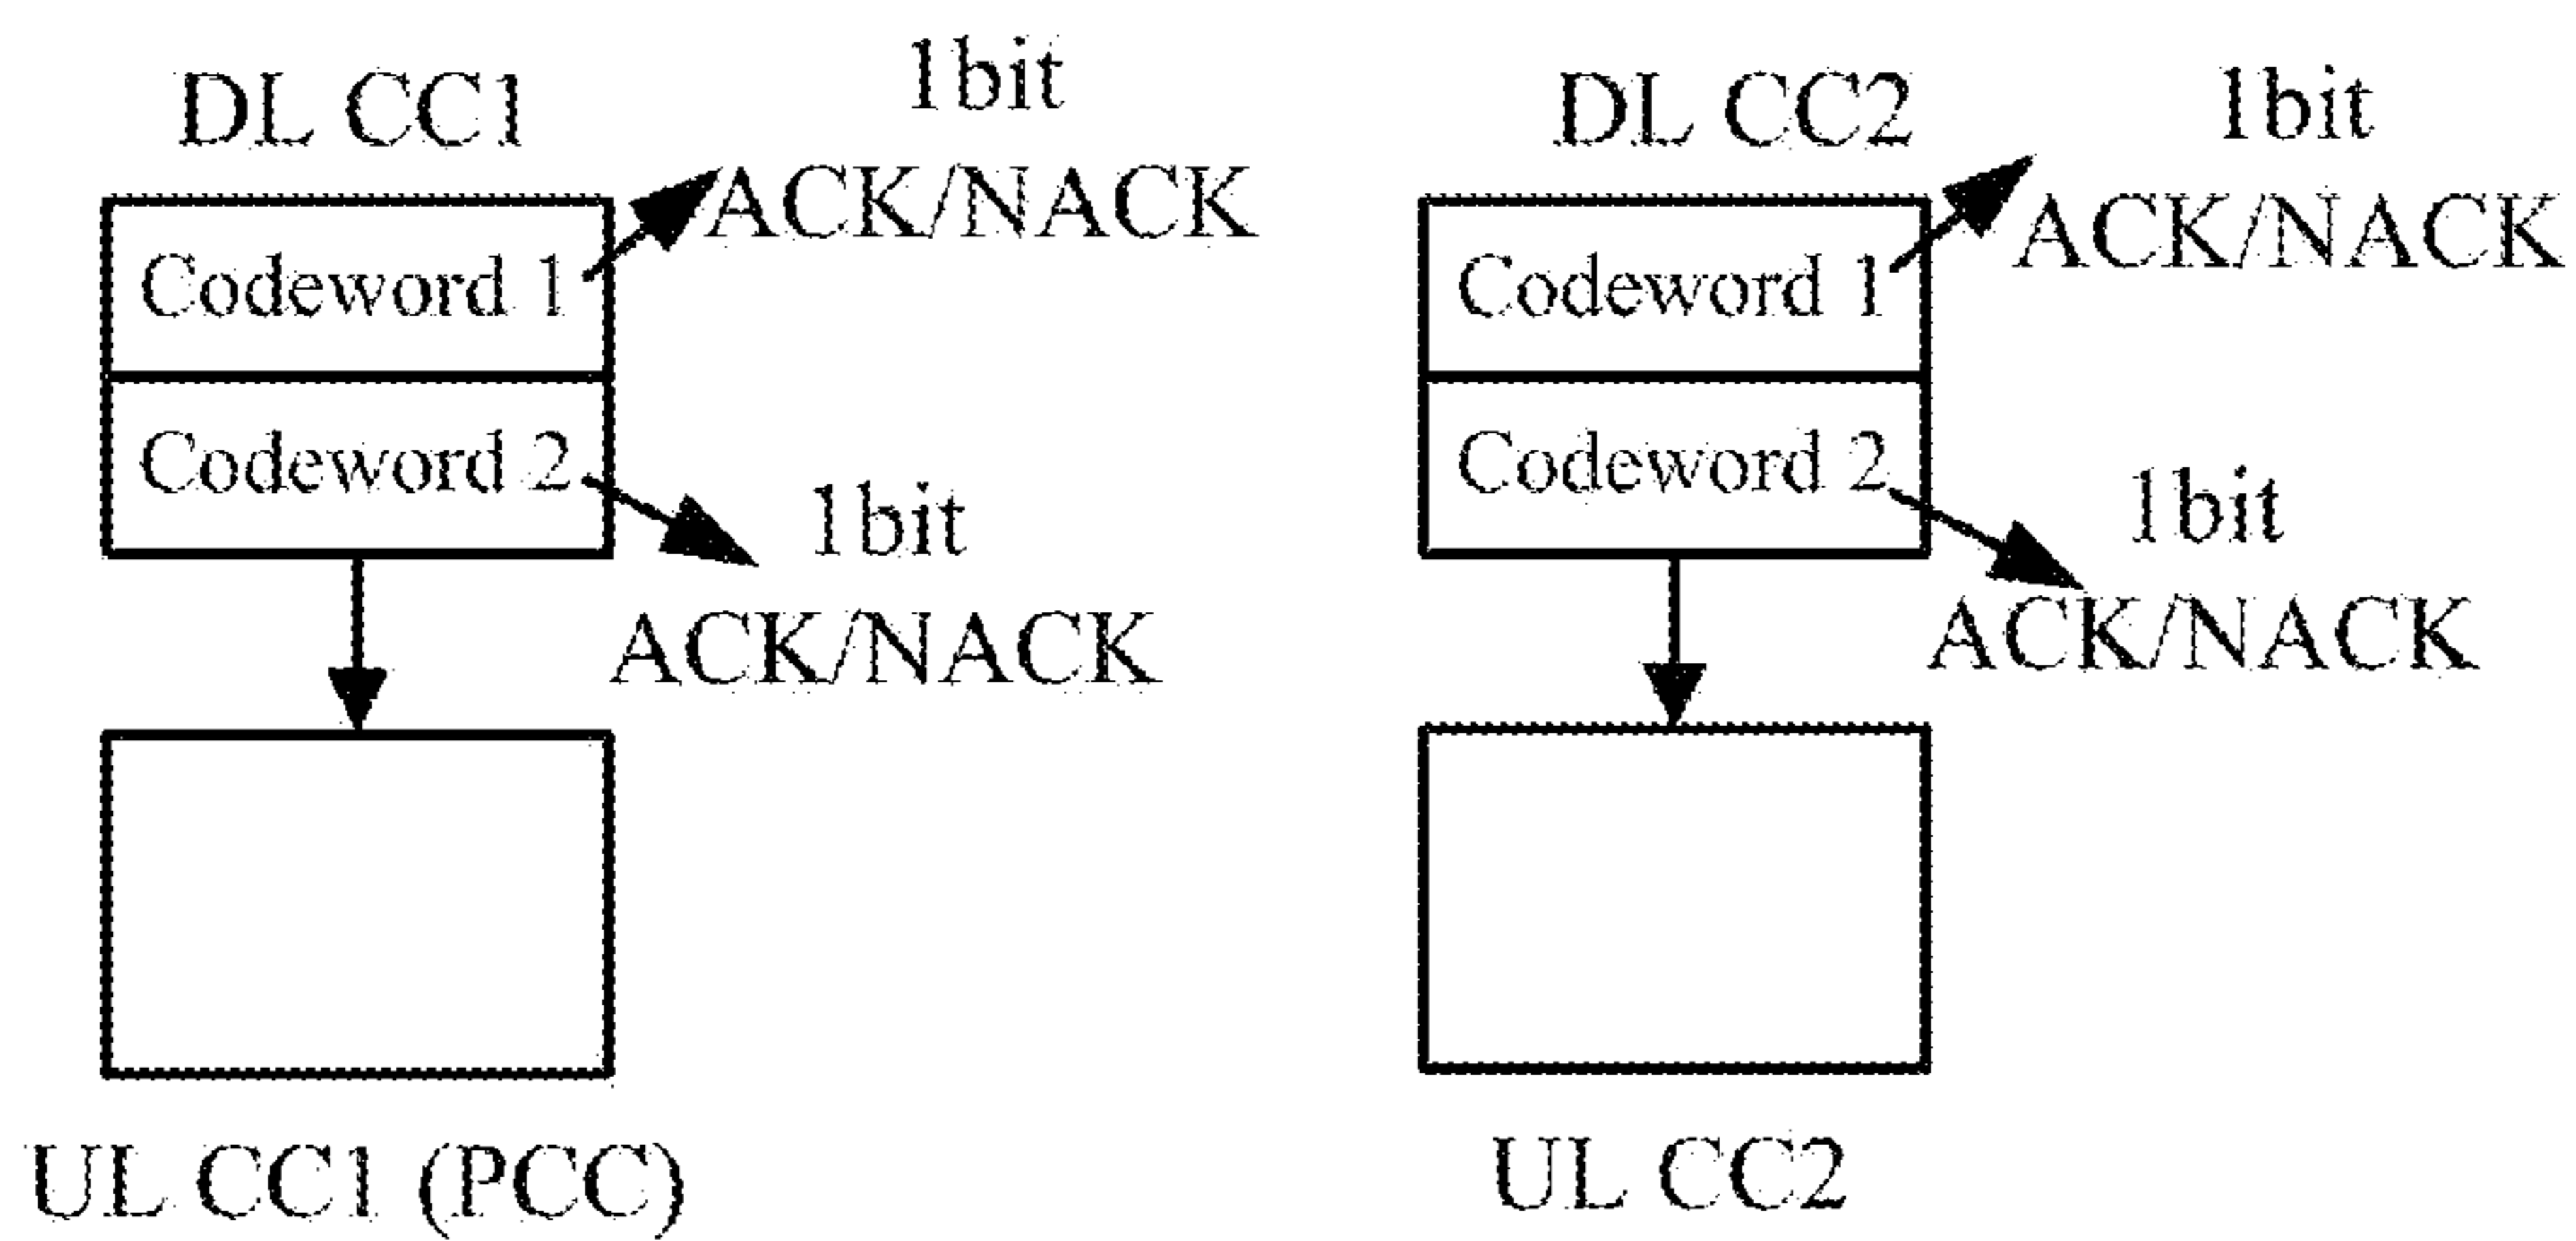 DL CC1
1bit
ACK/NACK
Codeword 1
Codeword 2
1bit
ACK/NACK
UL CC1 (PCC)
DL CC2
1bit
ACK/NACK
Codeword 1
Codeword 2
1bit
ACK/NACK
UL CC2